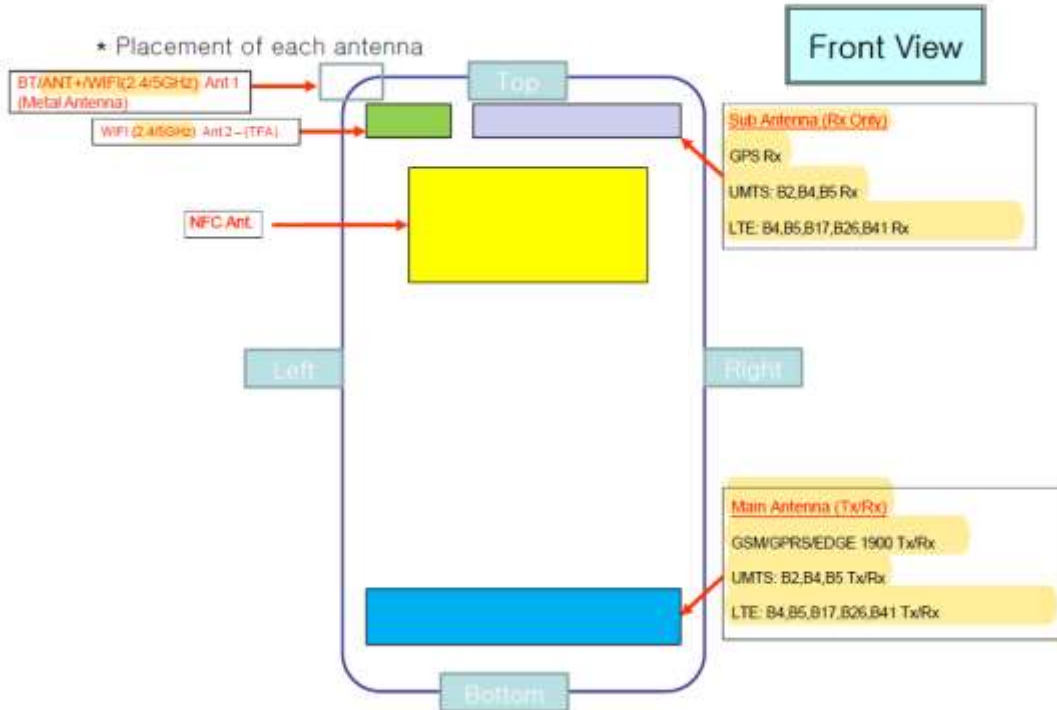 * Placement of each antenna
Front View
BT/ANT+/WIFI(2.4/5GHz) Ant 1
(Metal Antenna)
Top
WIFI (2.4/5GHz) Ant 2 – (TFA)
Sub Antenna (Rx Only)
GPS Rx
UMTS: B2,B4,B5 Rx
LTE: B4,B5,B17,B26,B41 Rx
NFC Ant.
Left
Right
Main Antenna (Tx/Rx)
GSM/GPRS/EDGE 1900 Tx/Rx
UMTS: B2,B4,B5 Tx/Rx
LTE: B4,B5,B17,B26,B41 Tx/Rx
Bottom